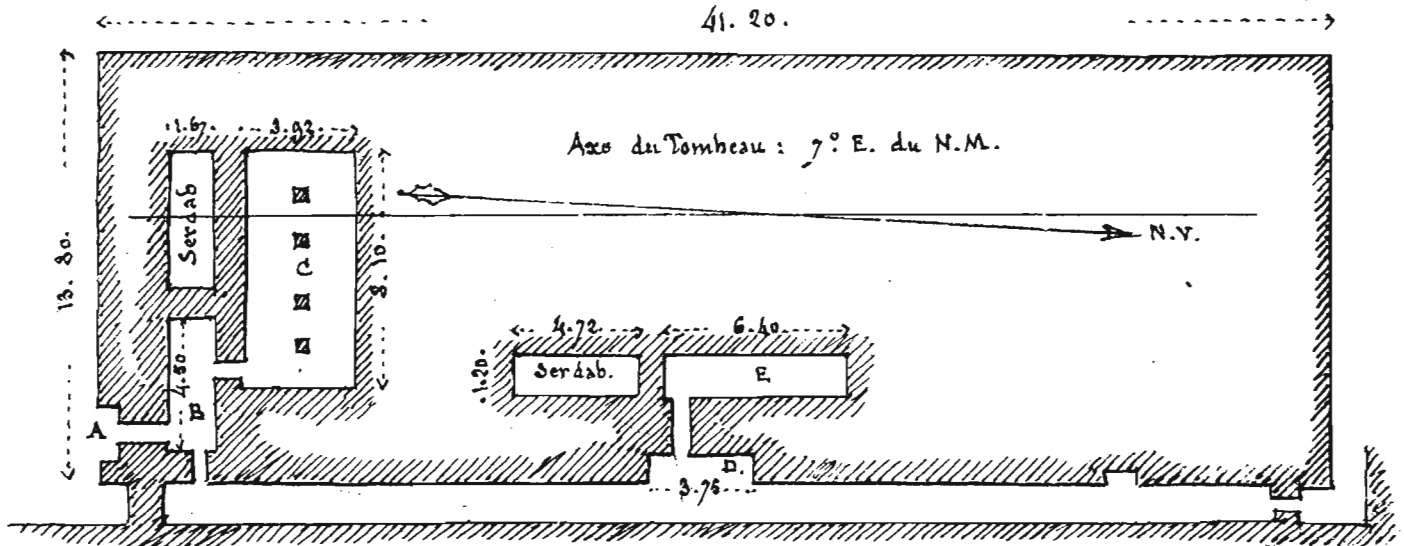 41. 20.
1.67
3.92
Axe du Tombeau : 7° E. du N.M.
Serdab
C
N.V.
13. 80.
8.10
4.72
6.40
Serdab.
E
1.20
4.50
B
A
D.
3.75